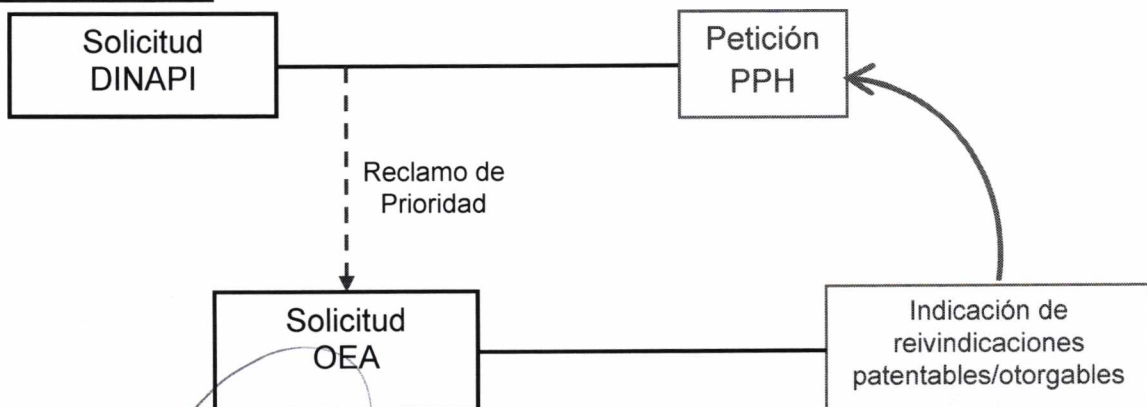 Solicitud
DINAPI
Petición
PPH
Reclamo de
Prioridad
Solicitud
OEA
Indicación de
reivindicaciones
patentables/otorgables